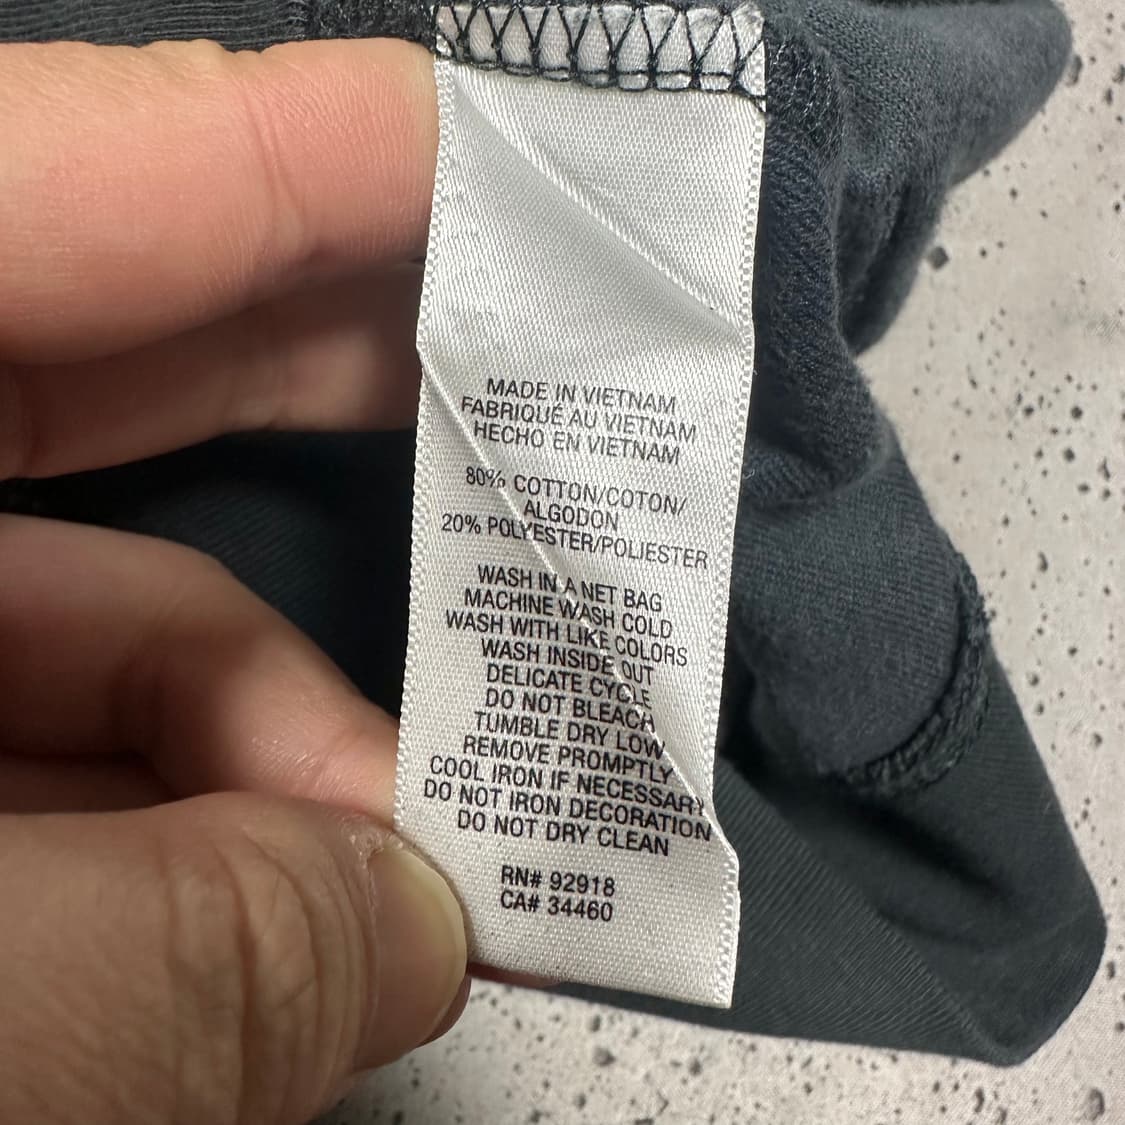 MADE IN VIETNAM
FABRIQUÉ AU VIETNAM
HECHO EN VIETNAM
80% COTTON/COTON/
ALGODON
20% POLYESTER/POLIESTER
WASH IN A NET BAG
MACHINE WASH COLD
WASH WITH LIKE COLORS
WASH INSIDE OUT
DELICATE CYCLE
DO NOT BLEACH
TUMBLE DRY LOW
REMOVE PROMPTLY
COOL IRON IF NECESSARY
DO NOT IRON DECORATION
DO NOT DRY CLEAN
RN# 92918
CA# 34460